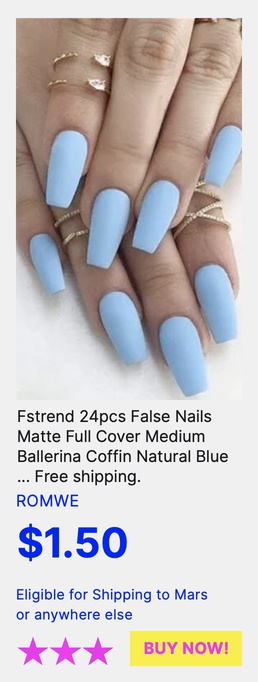 Fstrend 24pcs False Nails
Matte Full Cover Medium
Ballerina Coffin Natural Blue
... Free shipping.
ROMWE
$1.50
Eligible for Shipping to Mars
or anywhere else
BUY NOW!